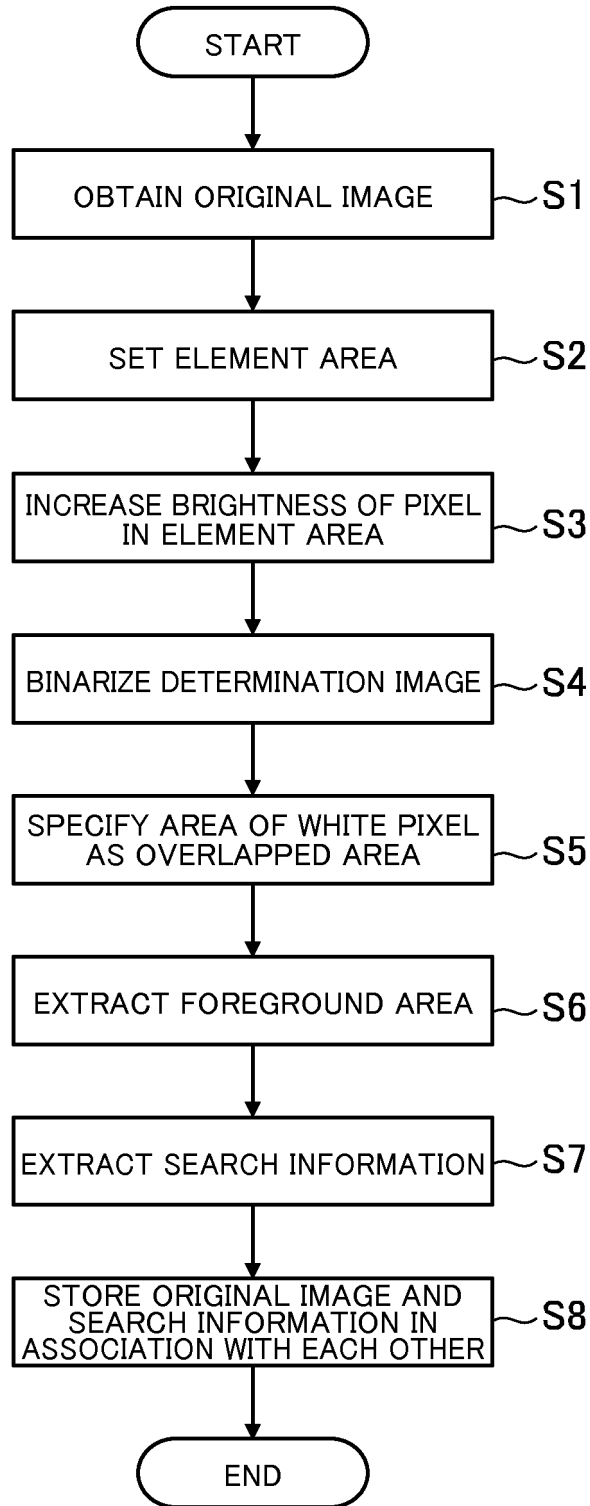 START
OBTAIN ORIGINAL IMAGE
S1
SET ELEMENT AREA
S2
INCREASE BRIGHTNESS OF PIXEL
IN ELEMENT AREA
S3
BINARIZE DETERMINATION IMAGE
S4
SPECIFY AREA OF WHITE PIXEL
AS OVERLAPPED AREA
S5
EXTRACT FOREGROUND AREA
S6
EXTRACT SEARCH INFORMATION
S7
STORE ORIGINAL IMAGE AND
SEARCH INFORMATION IN
ASSOCIATION WITH EACH OTHER
S8
END